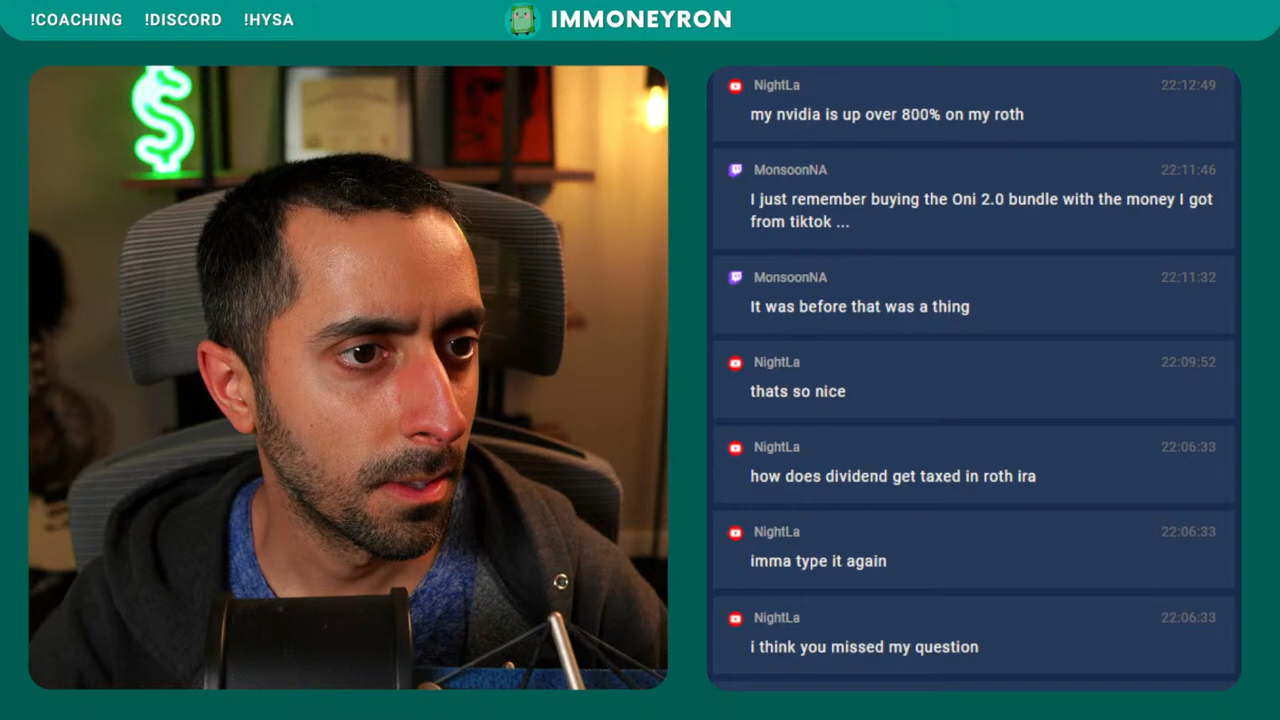 !COACHING !DISCORD !HYSA
IMMONEYRON
NightLa 22:12:49
my nvidia is up over 800% on my roth
MonsoonNA 22:11:46
I just remember buying the Oni 2.0 bundle with the money I got
from tiktok ...
MonsoonNA 22:11:32
It was before that was a thing
NightLa 22:09:52
thats so nice
NightLa 22:06:33
how does dividend get taxed in roth ira
NightLa 22:06:33
imma type it again
NightLa 22:06:33
i think you missed my question